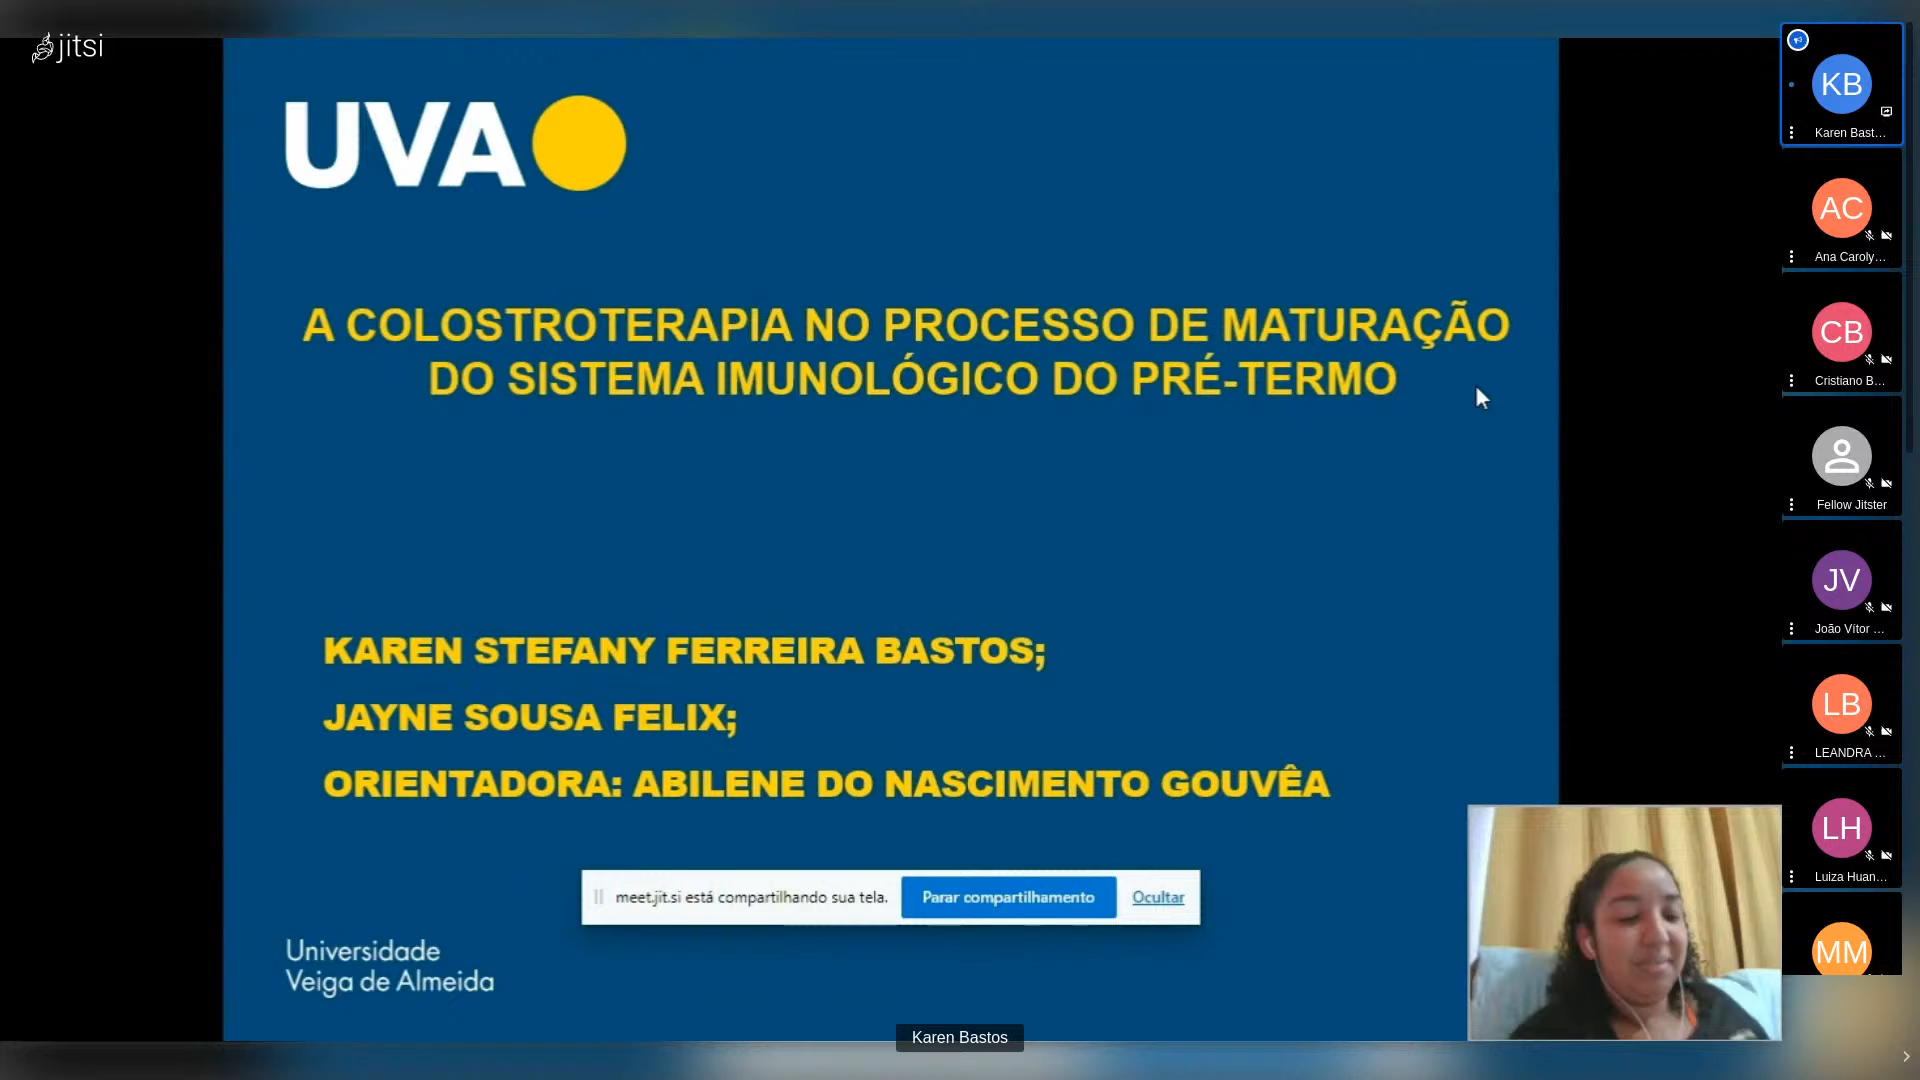 jitsi
UVA
A COLOSTROTERAPIA NO PROCESSO DE MATURAÇÃO
DO SISTEMA IMUNOLÓGICO DO PRÉ-TERMO
KAREN STEFANY FERREIRA BASTOS;
JAYNE SOUSA FELIX;
ORIENTADORA: ABILENE DO NASCIMENTO GOUVÊA
meet.jit.si está compartilhando sua tela.
Parar compartilhamento
Ocultar
Universidade
Veiga de Almeida
Karen Bastos
KB
Karen Bast...
AC
Ana Caroly...
CB
Cristiano B...
Fellow Jitster
JV
João Vítor ...
LB
LEANDRA ...
LH
Luiza Huan...
MM